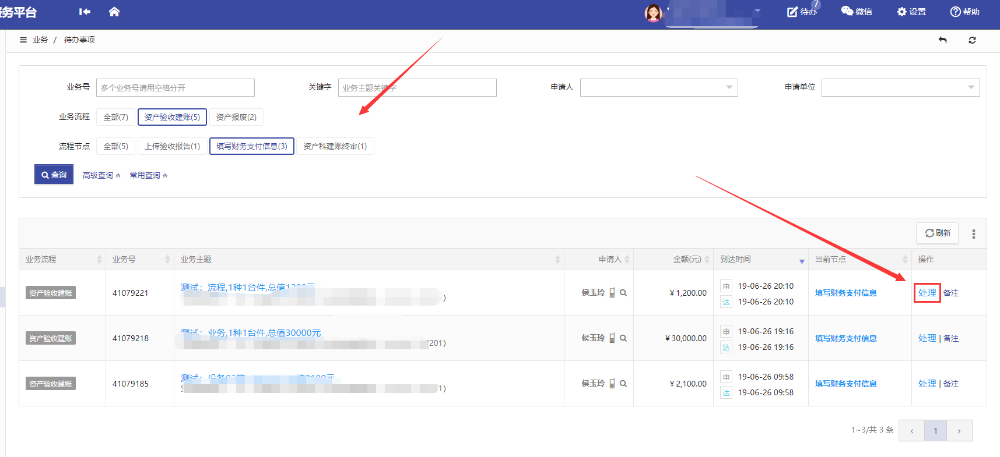 服务平台
待办 7 微信 设置 帮助
业务 / 待办事项
业务号 多个业务号请用空格分开 关键字 业务主题关键字 申请人 申请单位
业务流程 全部(7) 资产验收建账(5) 资产报废(2)
流程节点 全部(5) 上传验收报告(1) 填写财务支付信息(3) 资产科建账终审(1)
查询 高级查询 常用查询
刷新
业务流程 业务号 业务主题 申请人 金额(元) 到达时间 当前节点 操作
资产验收建账 41079221 测试：流程,1种1台件,总值1200元 ) 侯玉玲 ¥ 1,200.00 申 19-06-26 20:10 填写财务支付信息 处理 备注
达 19-06-26 20:10
资产验收建账 41079218 测试：业务,1种1台件,总值30000元 201) 侯玉玲 ¥ 30,000.00 申 19-06-26 19:16 填写财务支付信息 处理 | 备注
达 19-06-26 19:16
资产验收建账 41079185 测试：设备 2100元 1) 侯玉玲 ¥ 2,100.00 申 19-06-26 09:58 填写财务支付信息 处理 | 备注
达 19-06-26 09:58
1~3/共 3 条 ‹ 1 ›